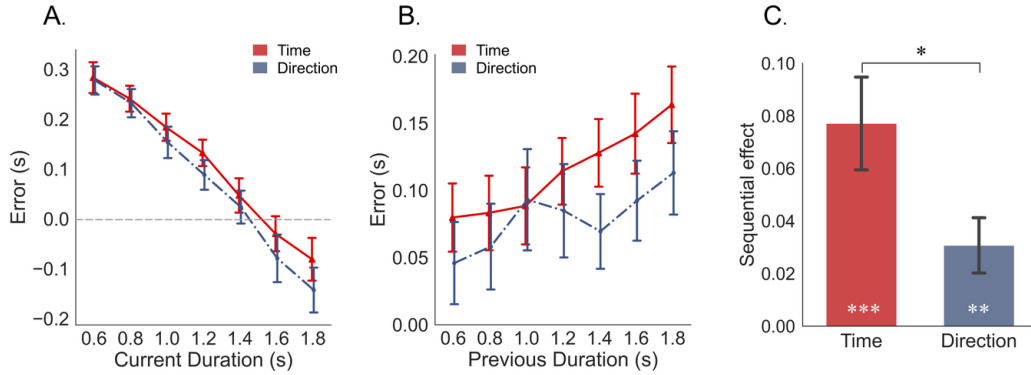 A.
Time
Direction
Error (s)
0.3
0.2
0.1
0.0
−0.1
−0.2
0.6 0.8 1.0 1.2 1.4 1.6 1.8
Current Duration (s)
B.
Time
Direction
Error (s)
0.20
0.15
0.10
0.05
0.00
0.6 0.8 1.0 1.2 1.4 1.6 1.8
Previous Duration (s)
C.
*
Sequential effect
0.10
0.08
0.06
0.04
0.02
0.00
*** **
Time Direction